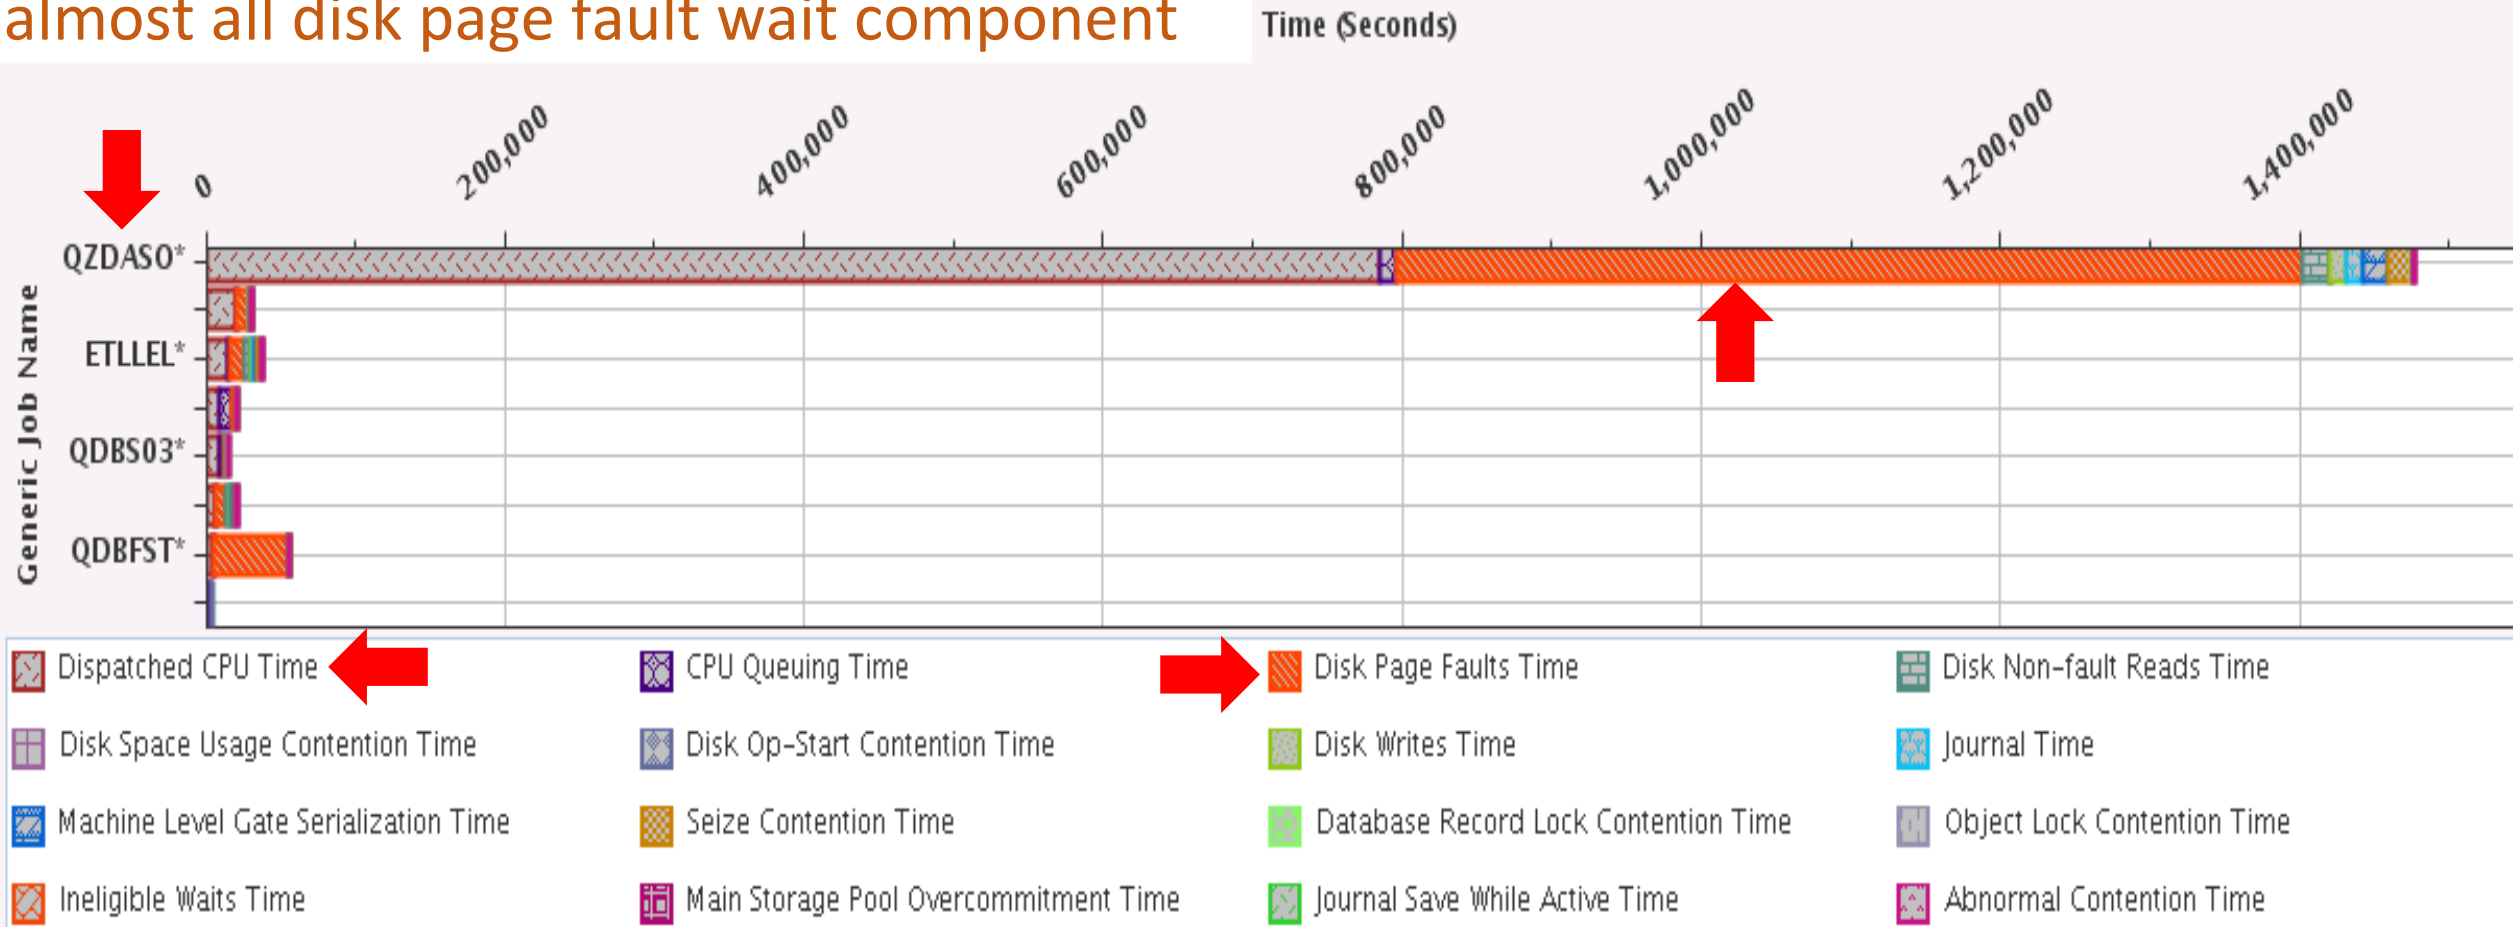 almost all disk page fault wait component
Time (Seconds)
0 200,000 400,000 600,000 800,000 1,000,000 1,200,000 1,400,000
Generic Job Name
QZDASO*
ETLLEL*
QDBS03*
QDBFST*
Dispatched CPU Time CPU Queuing Time Disk Page Faults Time Disk Non-fault Reads Time
Disk Space Usage Contention Time Disk Op-Start Contention Time Disk Writes Time Journal Time
Machine Level Gate Serialization Time Seize Contention Time Database Record Lock Contention Time Object Lock Contention Time
Ineligible Waits Time Main Storage Pool Overcommitment Time Journal Save While Active Time Abnormal Contention Time